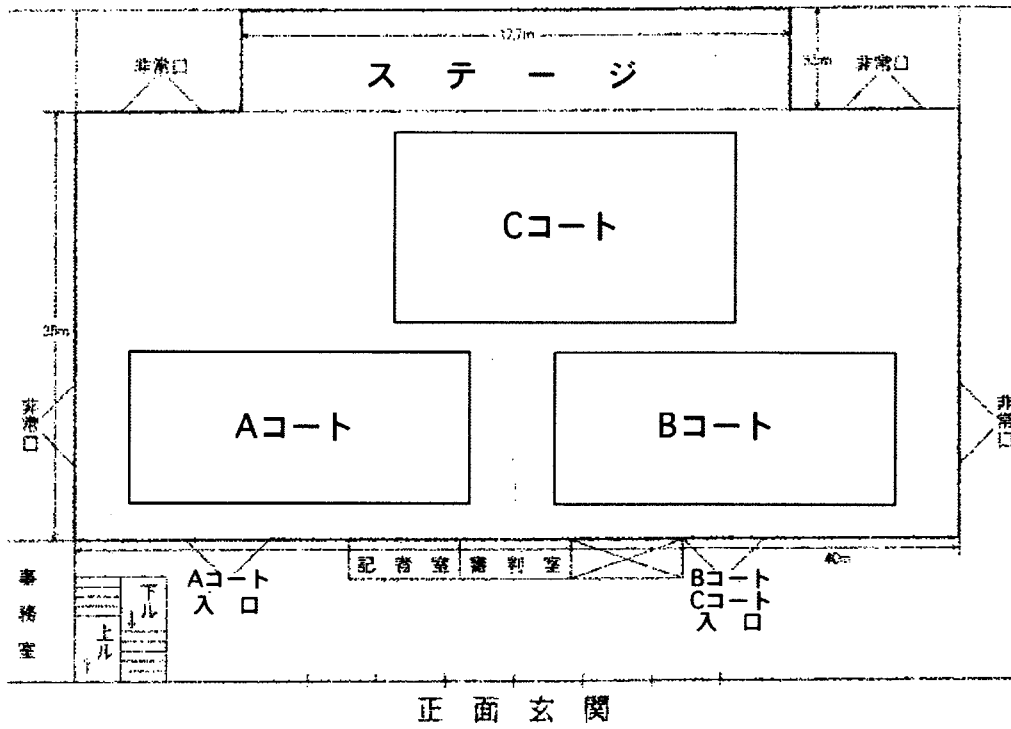 非常口
ステージ
非常口
Cコート
非常口
Aコート
Bコート
非常口
事務室
下ル
上ル
Aコート
入口
記者室
審判室
Bコート
Cコート
入口
40m
正面玄関